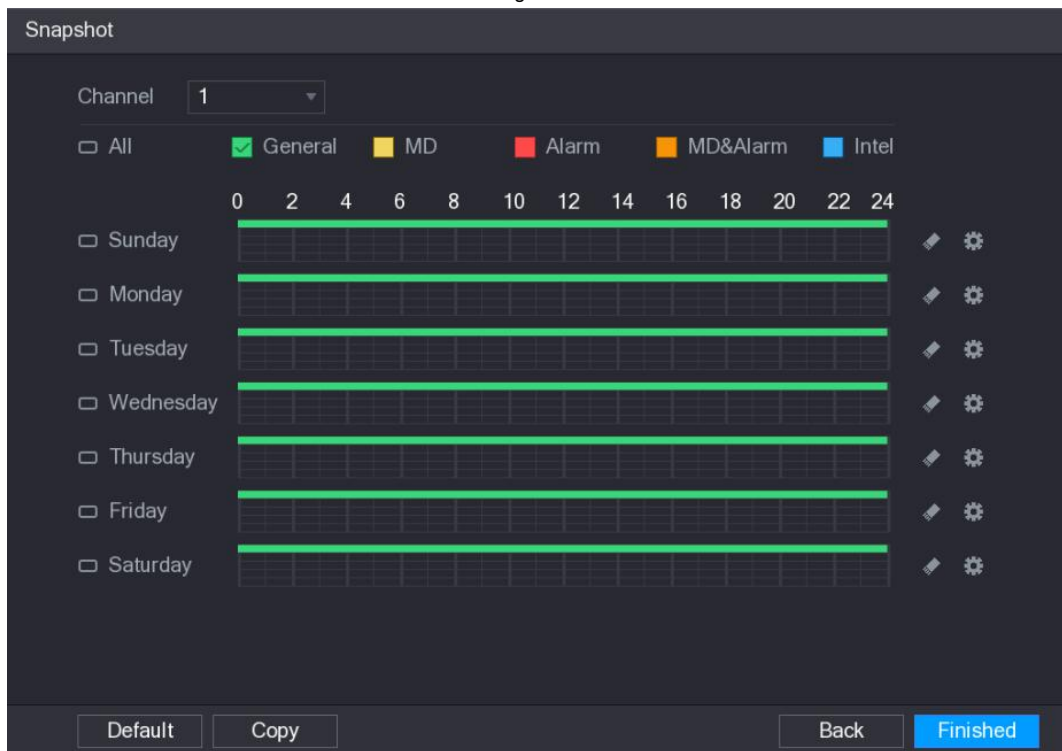 Snapshot
Channel 1
All General MD Alarm MD&Alarm Intel
0 2 4 6 8 10 12 14 16 18 20 22 24
Sunday
Monday
Tuesday
Wednesday
Thursday
Friday
Saturday
Default Copy Back Finished